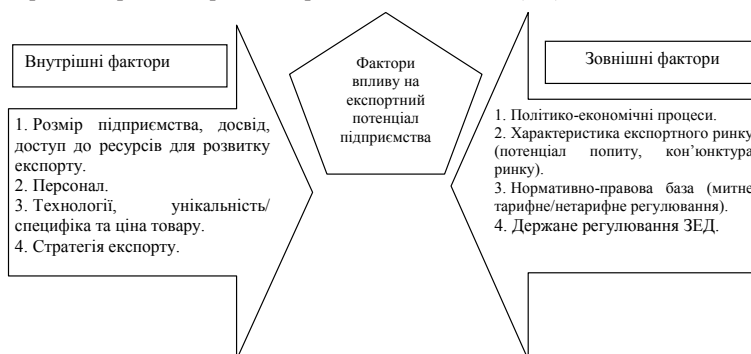 Внутрішні фактори
1. Розмір підприємства, досвід,
доступ до ресурсів для розвитку
експорту.
2. Персонал.
3. Технології, унікальність/
специфіка та ціна товару.
4. Стратегія експорту.
Фактори
впливу на
експортний
потенціал
підприємства
Зовнішні фактори
1. Політико-економічні процеси.
2. Характеристика експортного ринку
(потенціал попиту, кон’юнктура
ринку).
3. Нормативно-правова база (митне
тарифне/нетарифне регулювання).
4. Держане регулювання ЗЕД.